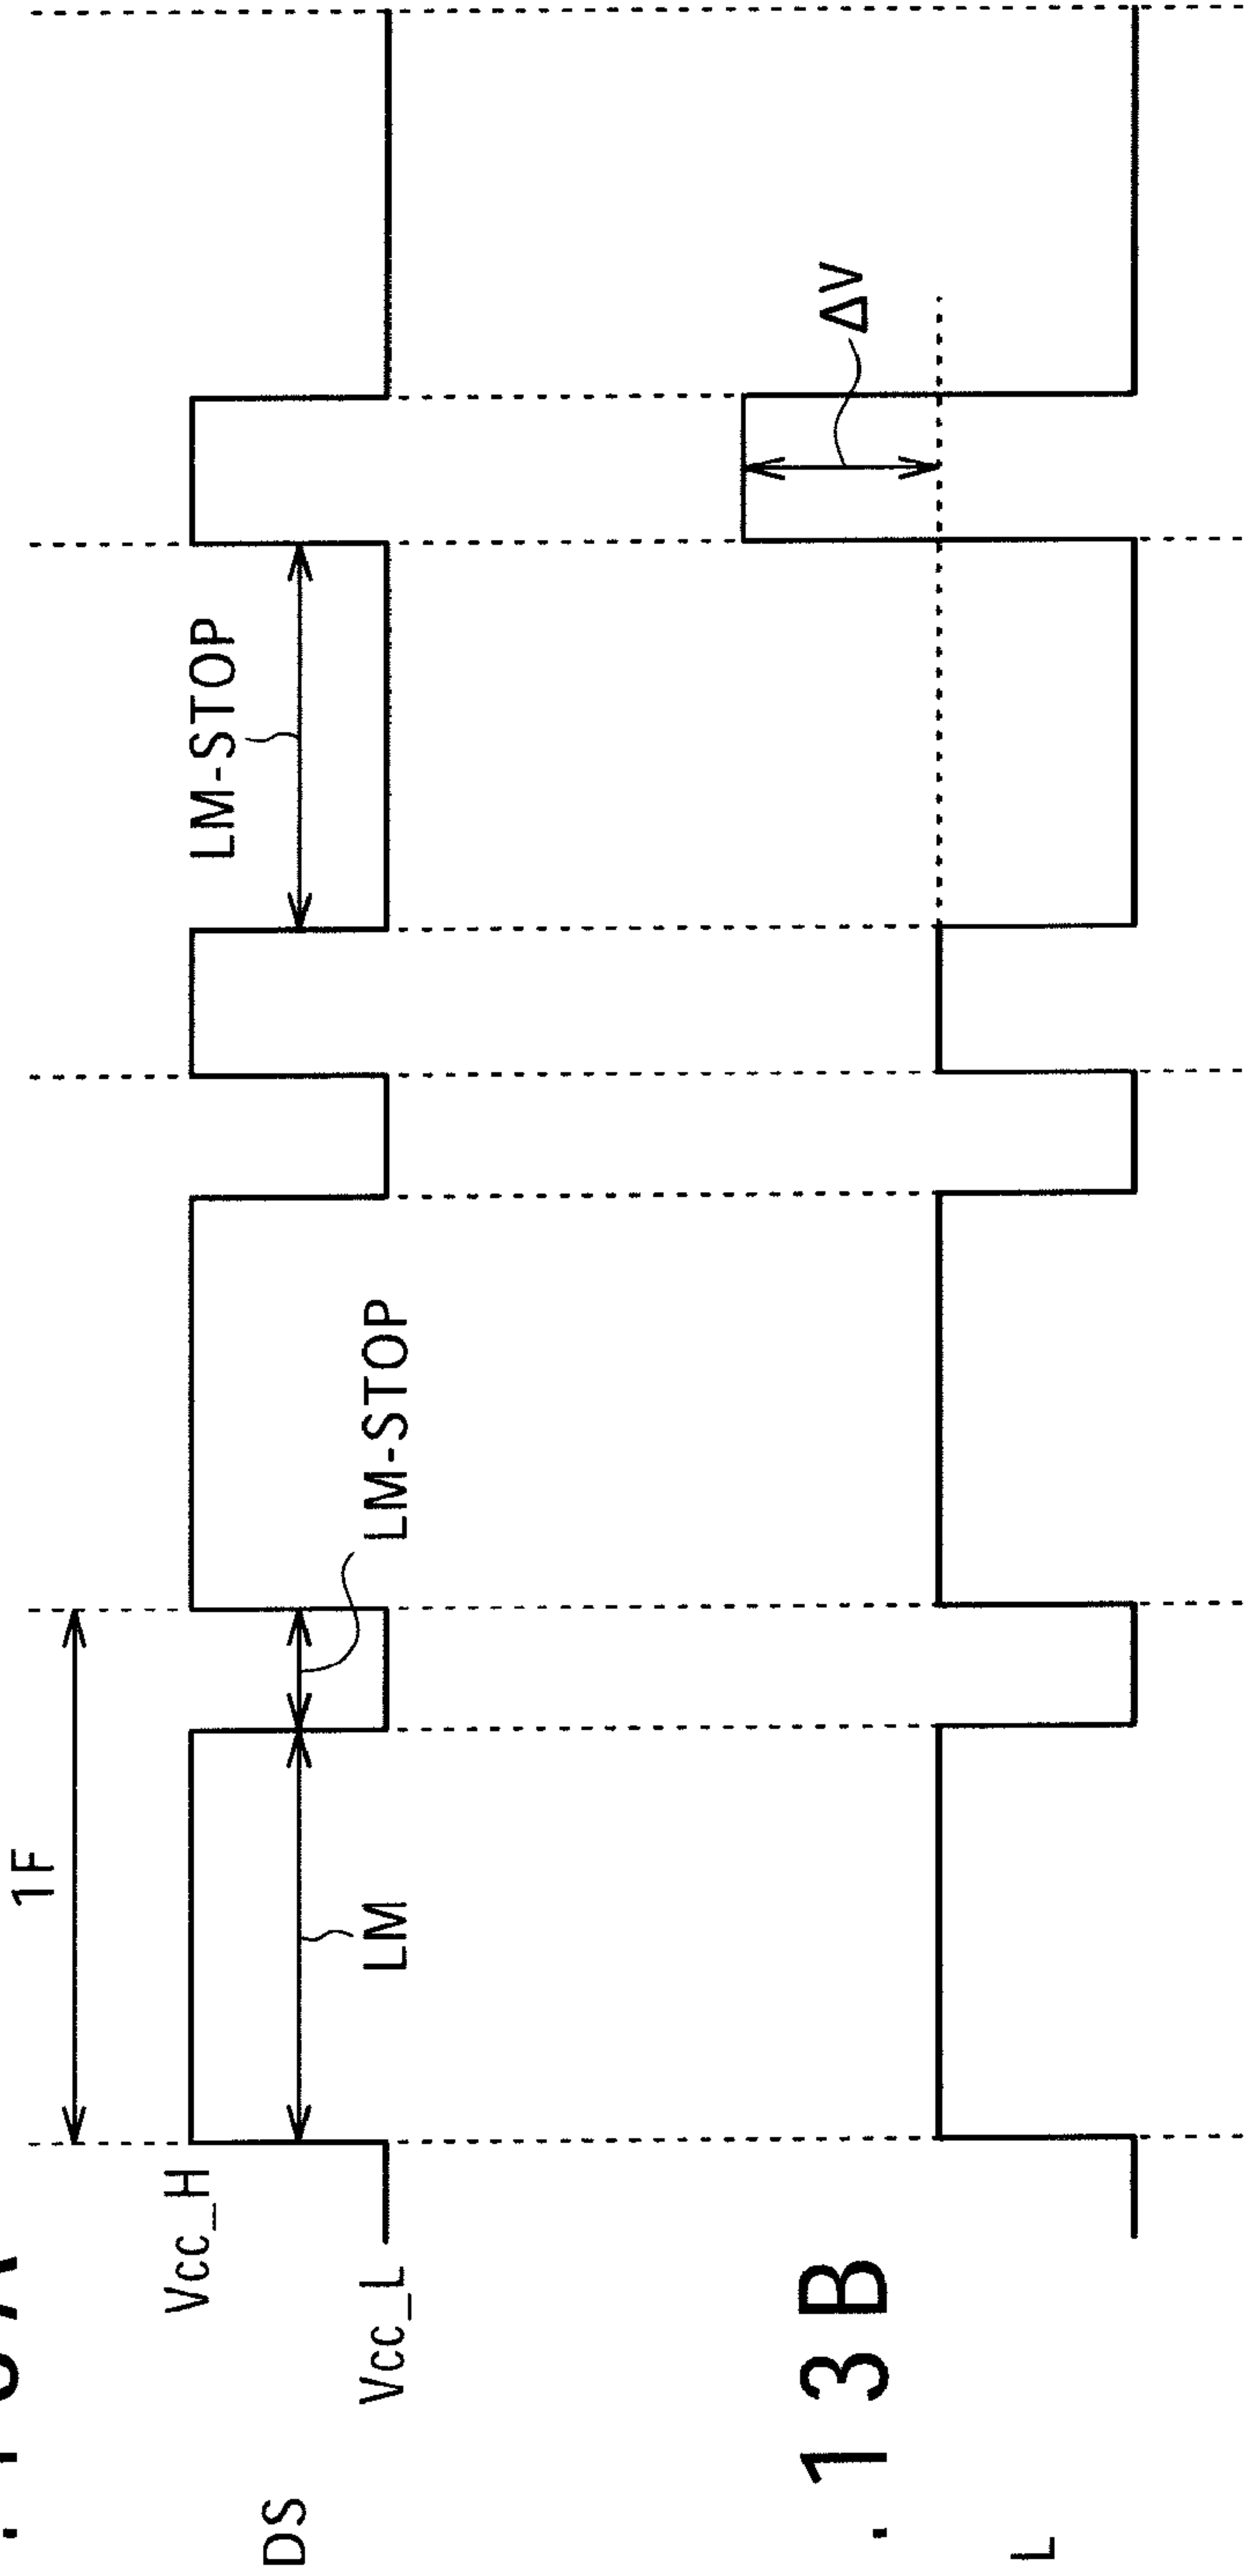 1F
Vcc_H
DS
LM
LM-STOP
LM-STOP
Vcc_L
. 13B
L
ΔV